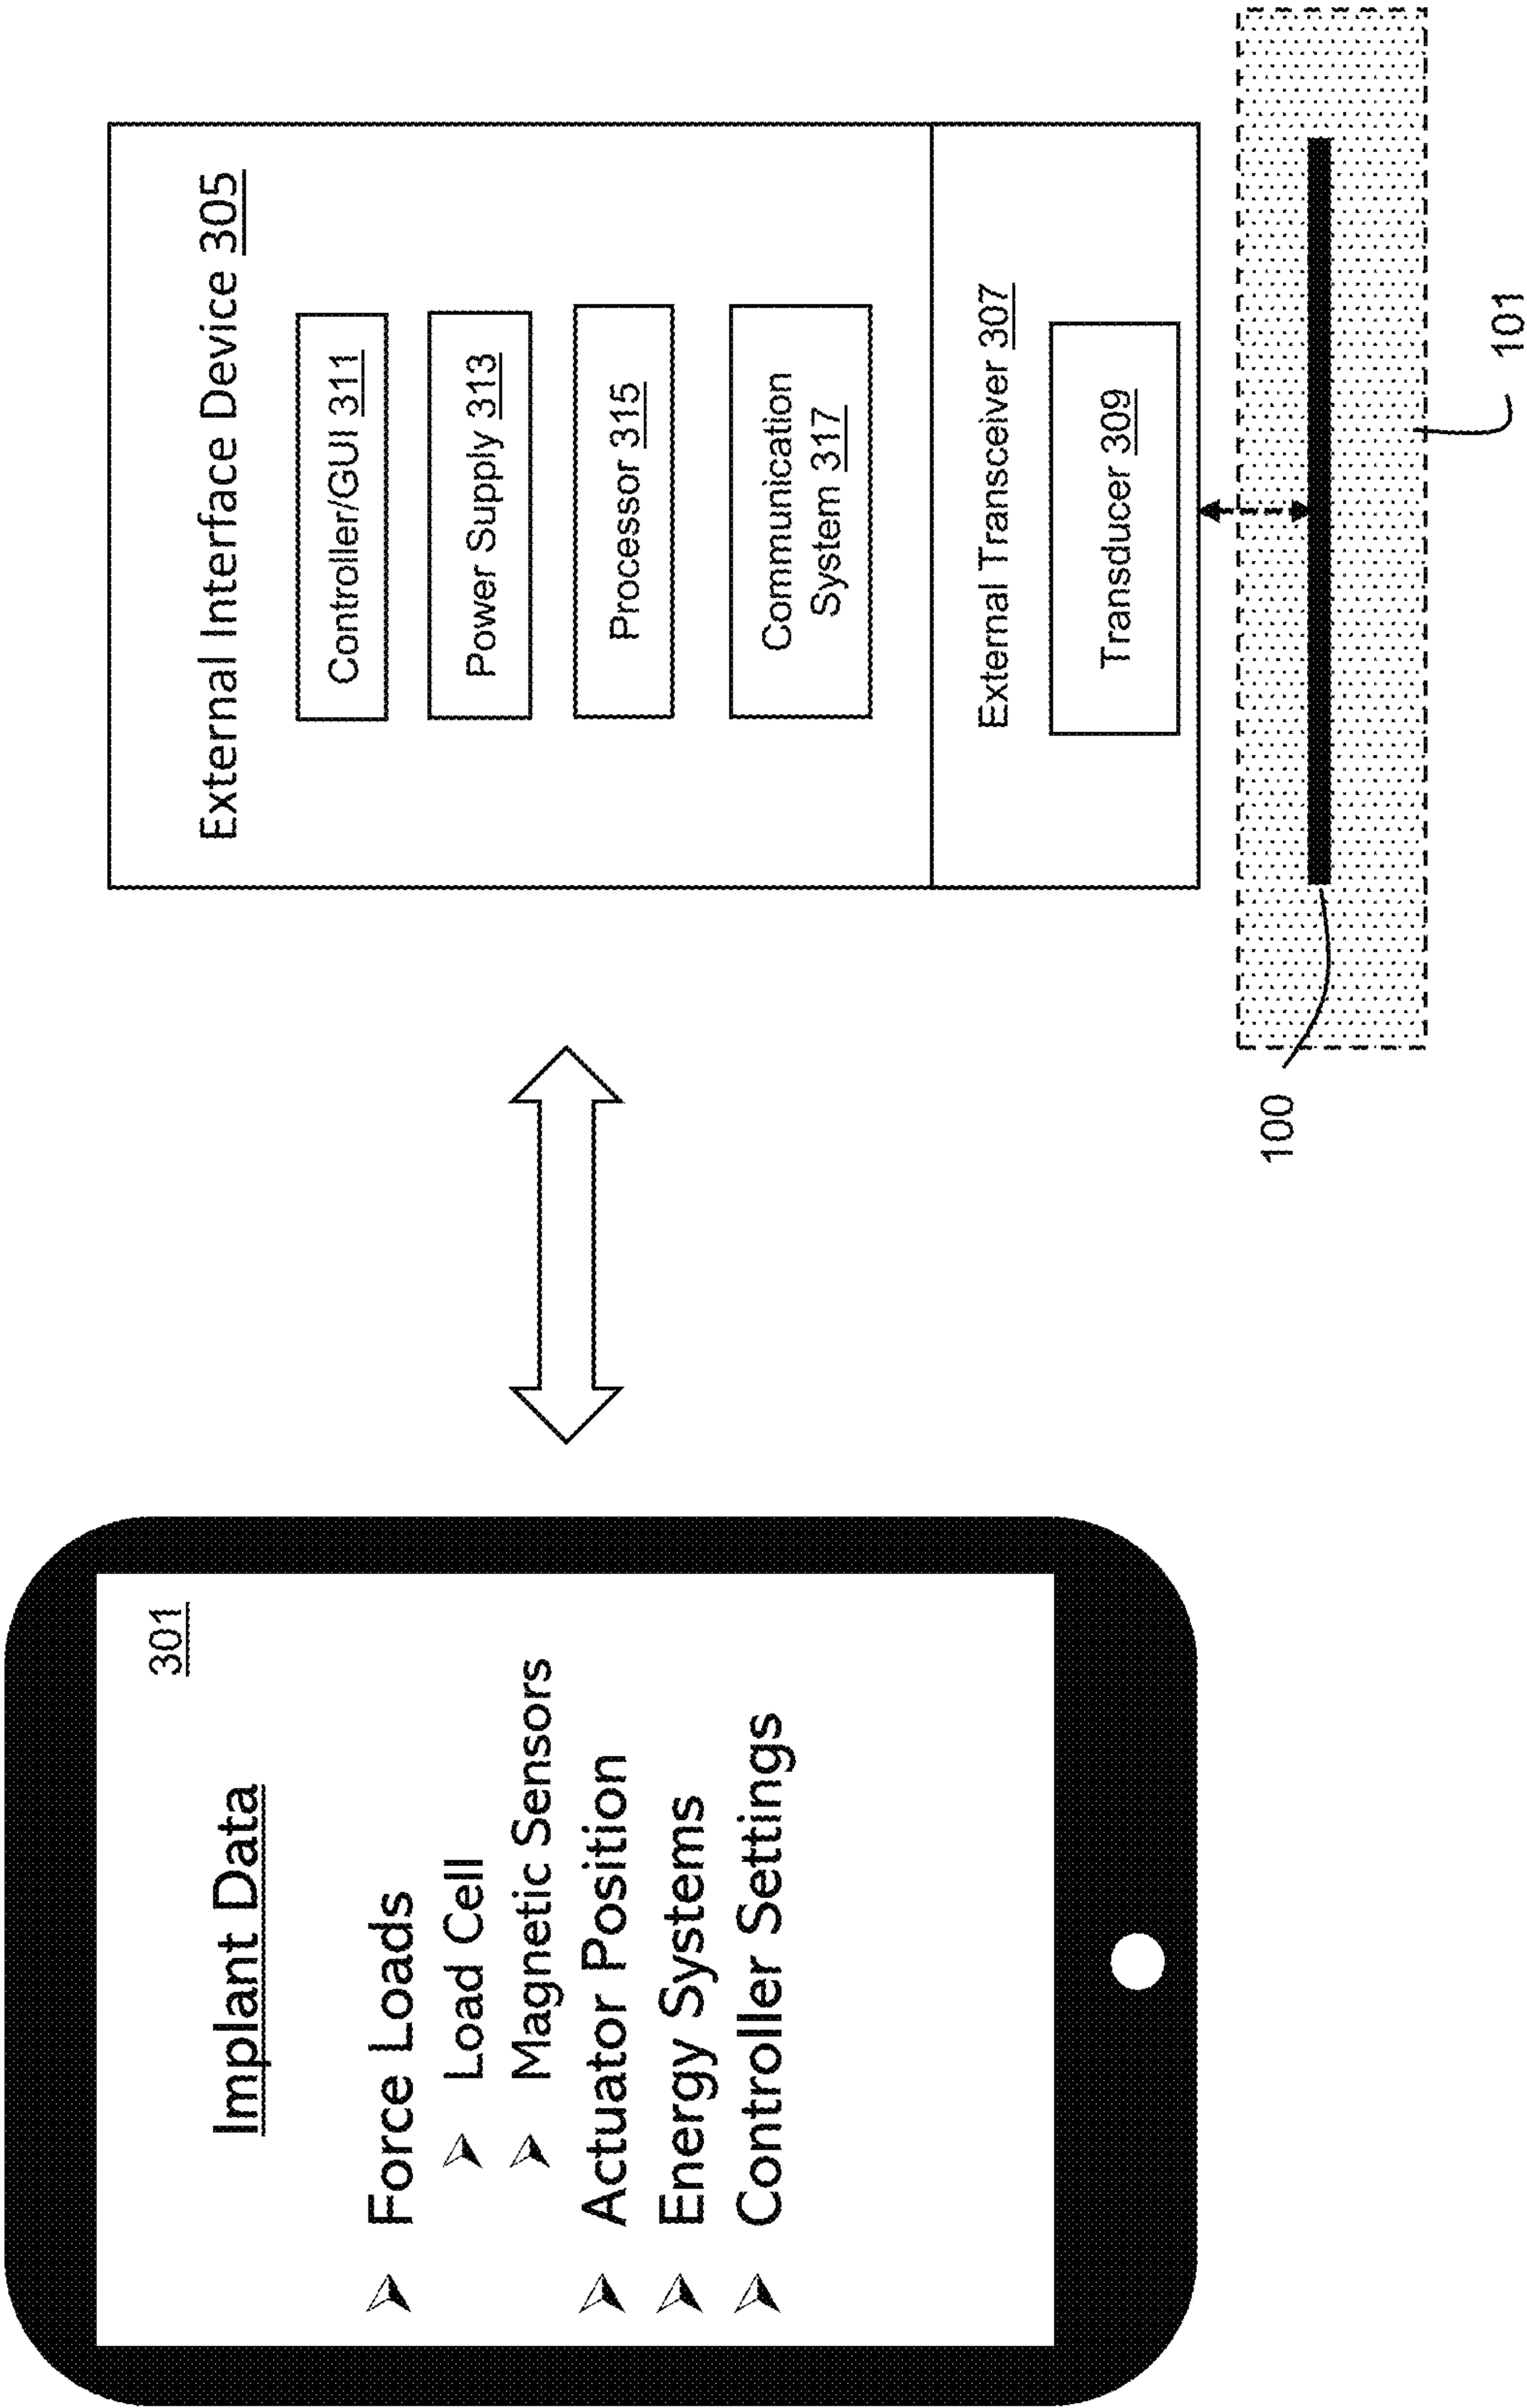 301
Implant Data
Force Loads
Load Cell
Magnetic Sensors
Actuator Position
Energy Systems
Controller Settings
External Interface Device 305
Controller/GUI 311
Power Supply 313
Processor 315
Communication
System 317
External Transceiver 307
Transducer 309
100
101